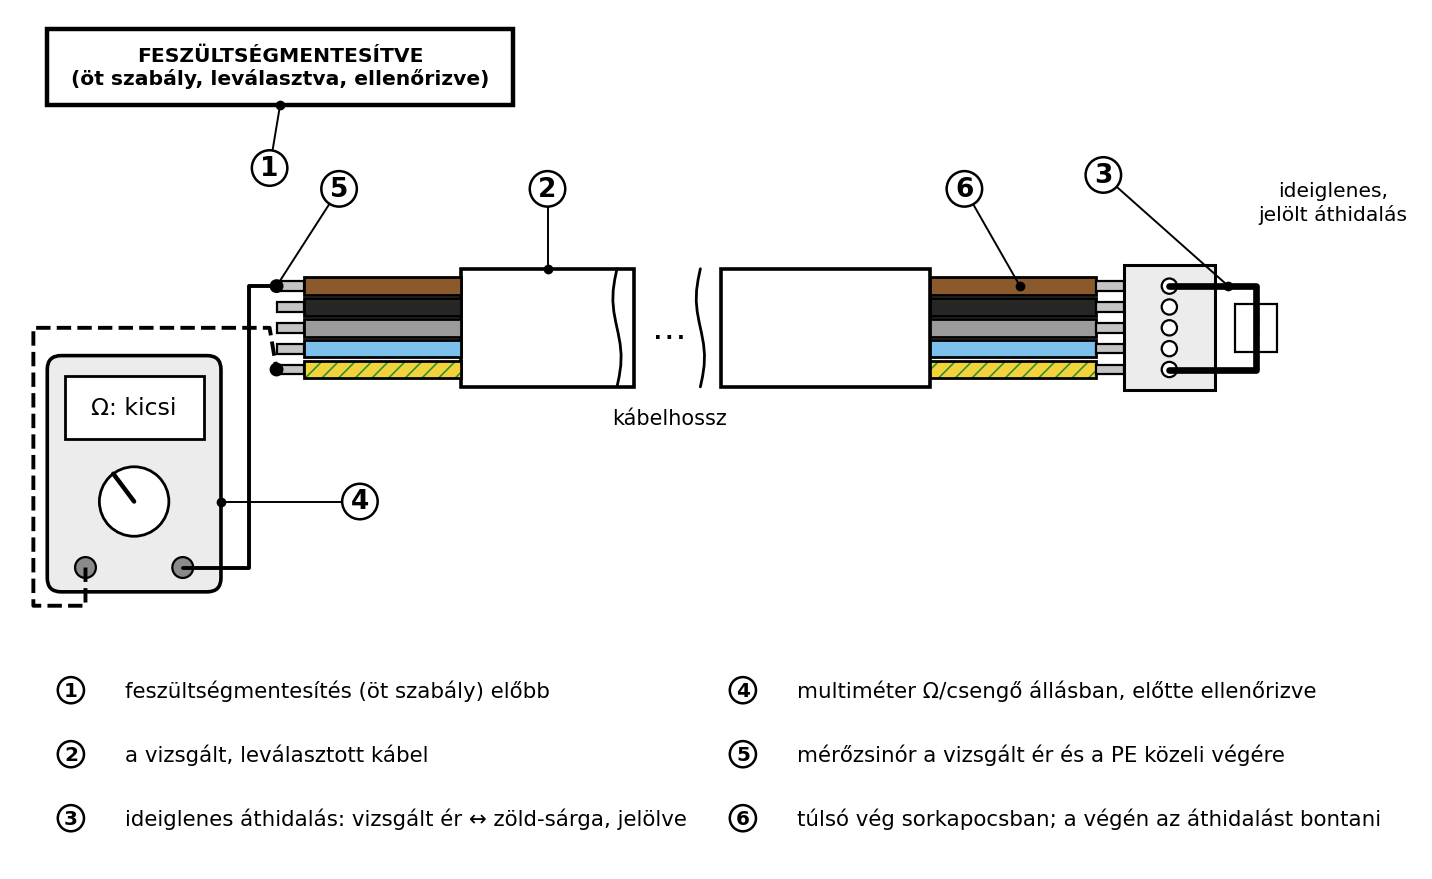 FESZÜLTSÉGMENTESÍTVE
(öt szabály, leválasztva, ellenőrizve)
1
5
2
6
3
ideiglenes,
jelölt áthidalás
...
kábelhossz
Ω: kicsi
4
1 feszültségmentesítés (öt szabály) előbb
2 a vizsgált, leválasztott kábel
3 ideiglenes áthidalás: vizsgált ér ↔ zöld-sárga, jelölve
4 multiméter Ω/csengő állásban, előtte ellenőrizve
5 mérőzsinór a vizsgált ér és a PE közeli végére
6 túlsó vég sorkapocsban; a végén az áthidalást bontani